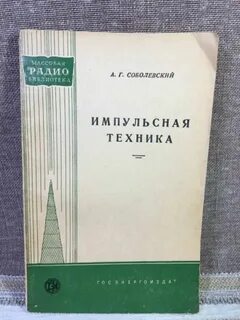 МАССОВАЯ
РАДИО
БИБЛИОТЕКА
А. Г. СОБОЛЕВСКИЙ
ИМПУЛЬСНАЯ
ТЕХНИКА
ГОСЭНЕРГОИЗДАТ